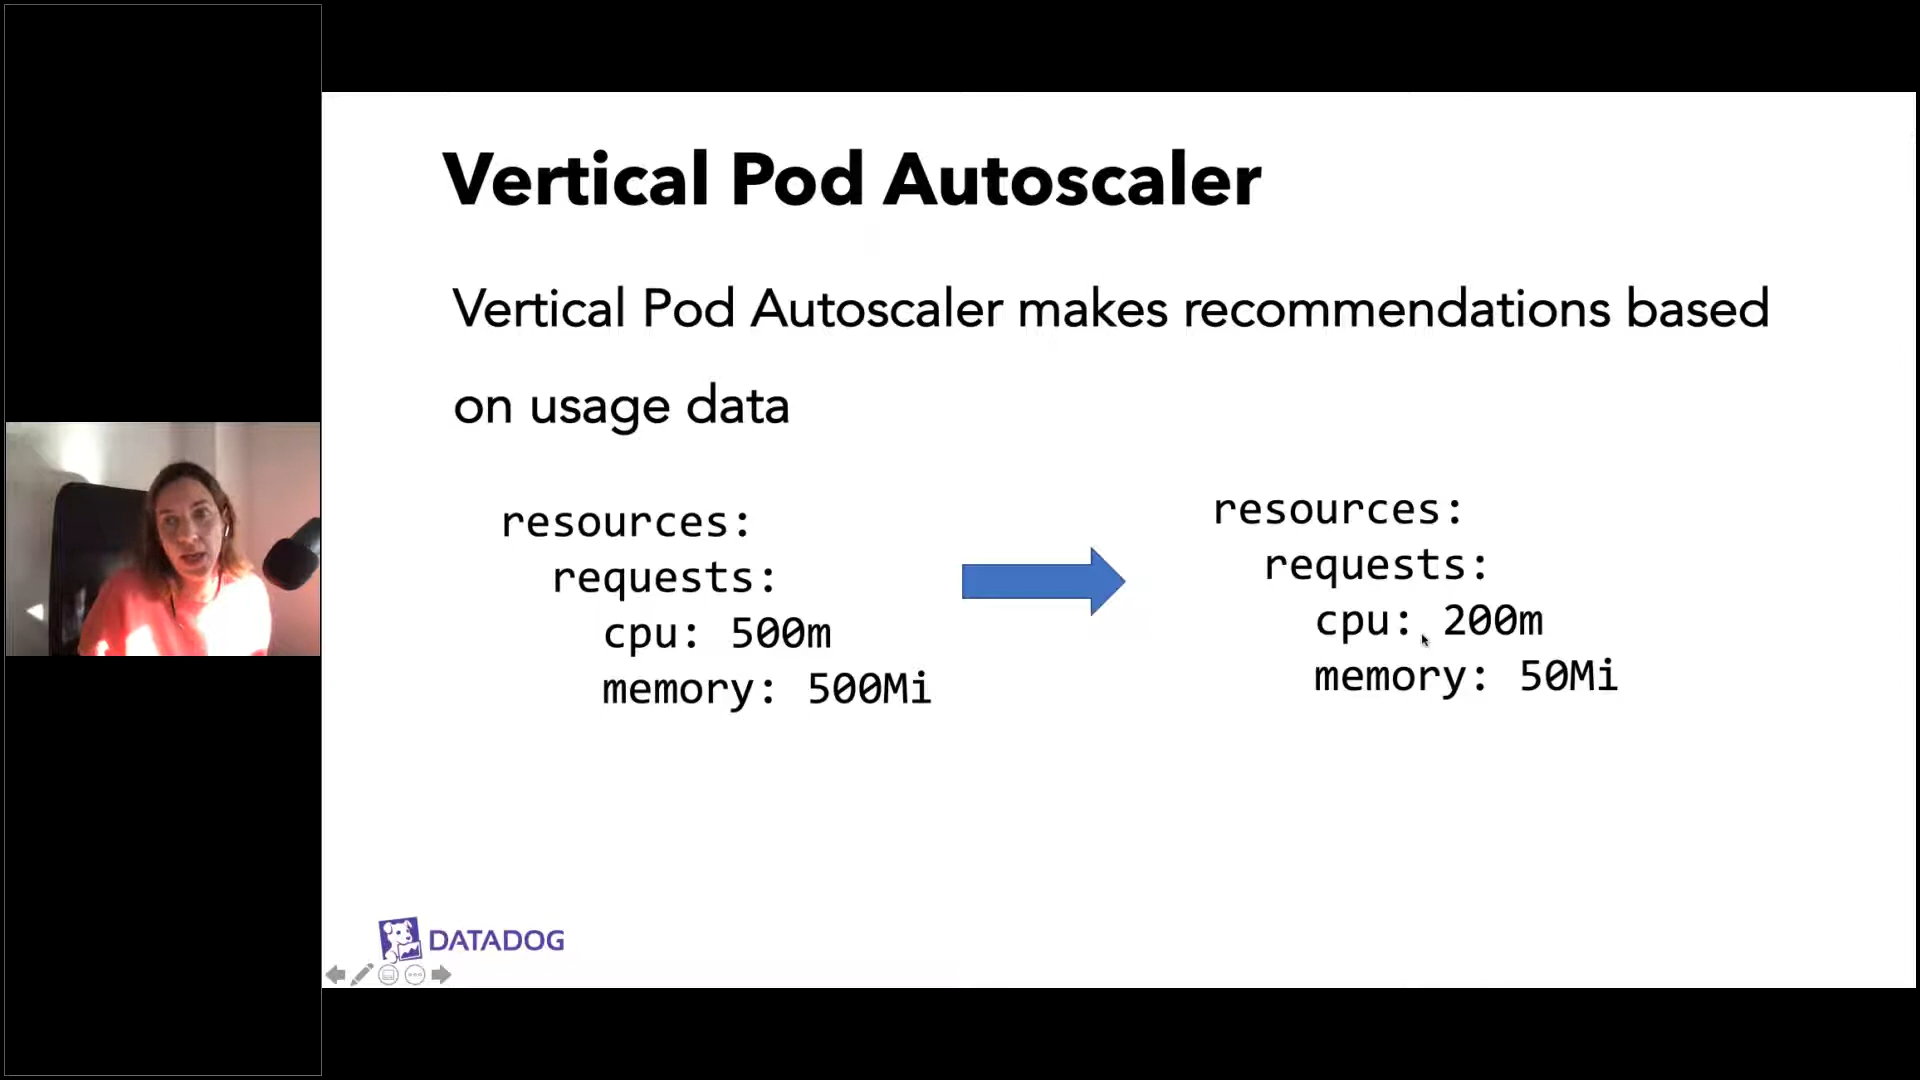 Vertical Pod Autoscaler
Vertical Pod Autoscaler makes recommendations based
on usage data
resources:
requests:
cpu: 500m
memory: 500Mi
resources:
requests:
cpu: 200m
memory: 50Mi
DATADOG